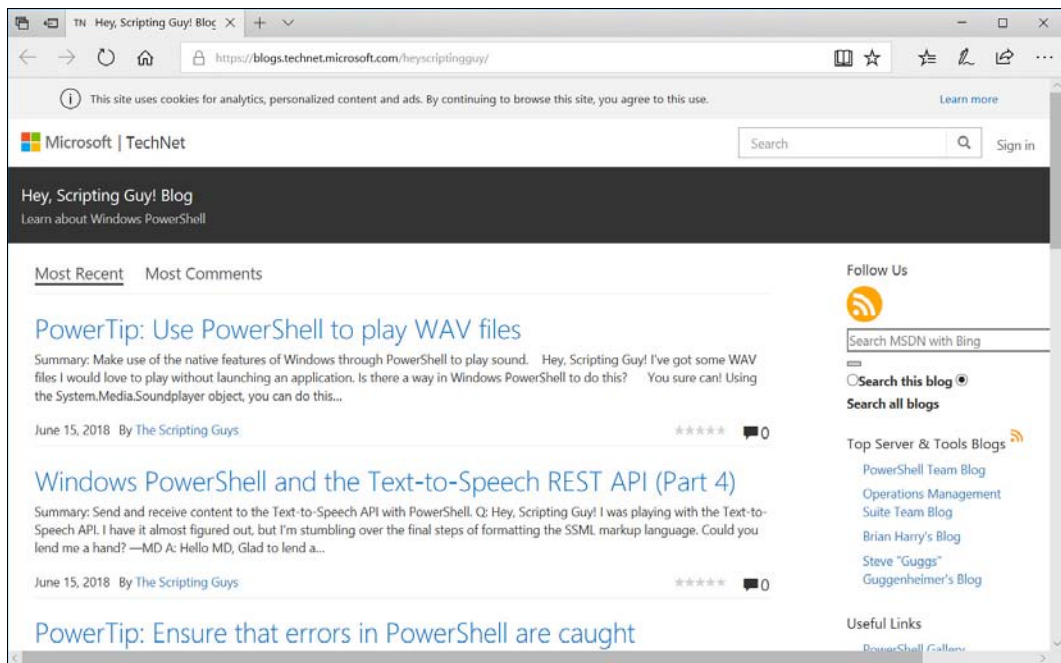 TN Hey, Scripting Guy! Blog
https://blogs.technet.microsoft.com/heyscriptingguy/
This site uses cookies for analytics, personalized content and ads. By continuing to browse this site, you agree to this use.
Learn more
Microsoft | TechNet
Search
Sign in
Hey, Scripting Guy! Blog
Learn about Windows PowerShell
Most Recent Most Comments
PowerTip: Use PowerShell to play WAV files
Summary: Make use of the native features of Windows through PowerShell to play sound. Hey, Scripting Guy! I've got some WAV
files I would love to play without launching an application. Is there a way in Windows PowerShell to do this? You sure can! Using
the System.Media.Soundplayer object, you can do this...
June 15, 2018 By The Scripting Guys
0
Windows PowerShell and the Text-to-Speech REST API (Part 4)
Summary: Send and receive content to the Text-to-Speech API with PowerShell. Q: Hey, Scripting Guy! I was playing with the Text-to-
Speech API. I have it almost figured out, but I'm stumbling over the final steps of formatting the SSML markup language. Could you
lend me a hand? —MD A: Hello MD, Glad to lend a...
June 15, 2018 By The Scripting Guys
0
PowerTip: Ensure that errors in PowerShell are caught
Follow Us
Search MSDN with Bing
Search this blog
Search all blogs
Top Server & Tools Blogs
PowerShell Team Blog
Operations Management
Suite Team Blog
Brian Harry's Blog
Steve "Guggs"
Guggenheimer's Blog
Useful Links
PowerShell Gallery